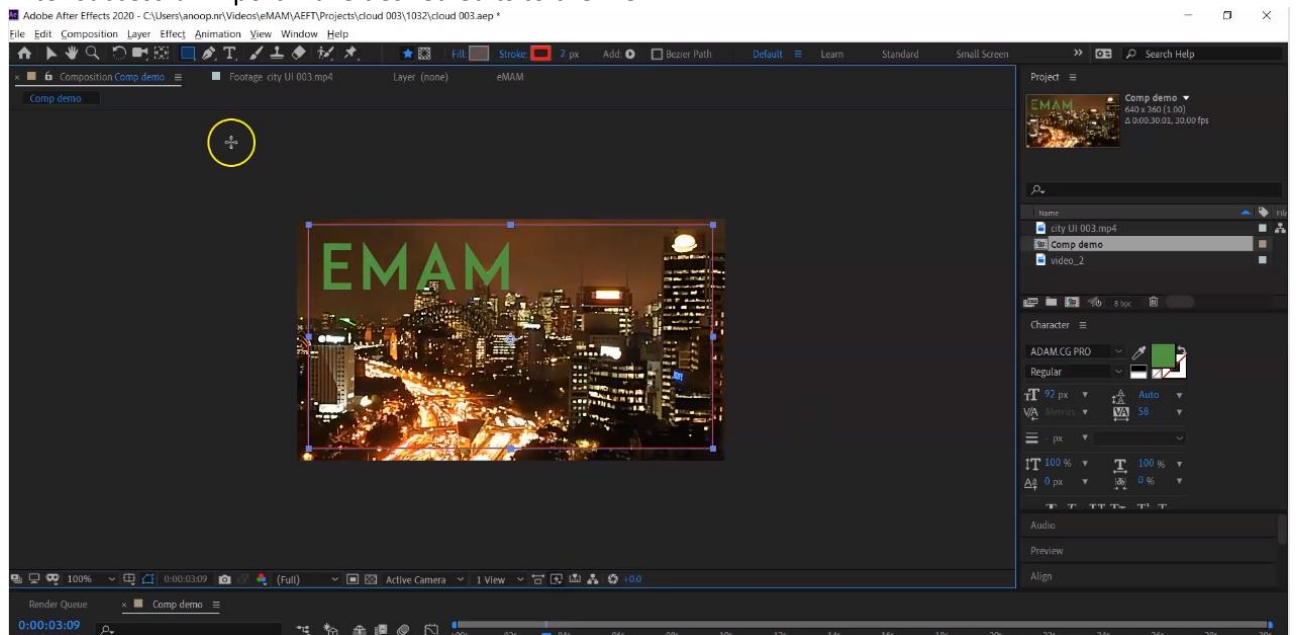 Adobe After Effects 2020 - C:\Users\anoop.nr\Videos\eMAM\AEFT\Projects\cloud 003\1032\cloud 003.aep *
File Edit Composition Layer Effect Animation View Window Help
Fill: Stroke: 2 px Add: Bezier Path Default Learn Standard Small Screen Search Help
Composition Comp demo Footage city UI 003.mp4 Layer (none) eMAM
Comp demo
Project
Comp demo
640 x 360 (1.00)
Δ 0:00:30:01, 30.00 fps
EMAM
Name
city UI 003.mp4
Comp demo
video_2
8 bpc
EMAM
Character
ADAM.CG PRO
Regular
92 px Auto
Metrics 58
- px
100 % 100 %
0 px 0 %
Audio
Preview
Align
100% 0:00:03:09 (Full) Active Camera 1 View +0.0
Render Queue Comp demo
0:00:03:09